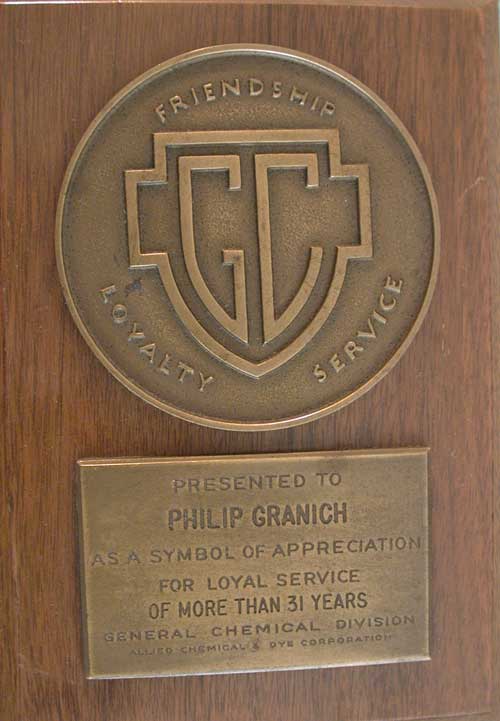 FRIENDSHIP
GC
LOYALTY
SERVICE
PRESENTED TO
PHILIP GRANICH
AS A SYMBOL OF APPRECIATION
FOR LOYAL SERVICE
OF MORE THAN 31 YEARS
GENERAL CHEMICAL DIVISION
ALLIED CHEMICAL & DYE CORPORATION